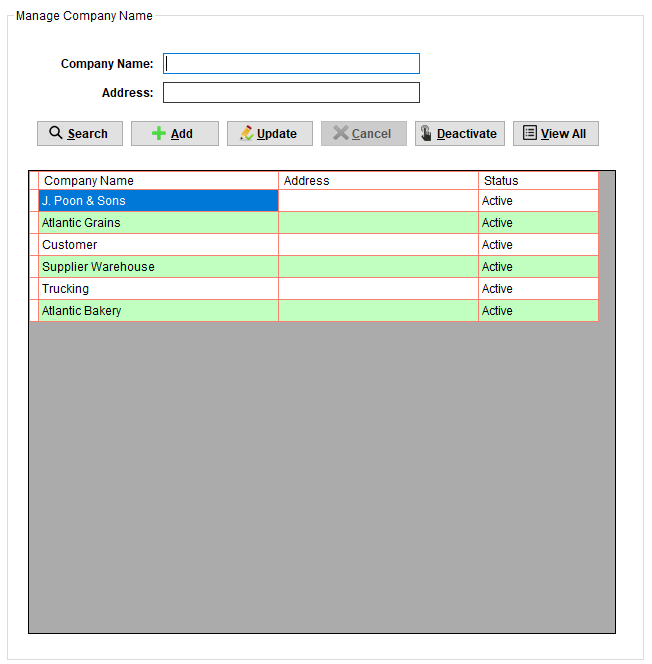 Manage Company Name
Company Name:
Address:
Search Add Update Cancel Deactivate View All
Company Name Address Status
J. Poon & Sons Active
Atlantic Grains Active
Customer Active
Supplier Warehouse Active
Trucking Active
Atlantic Bakery Active